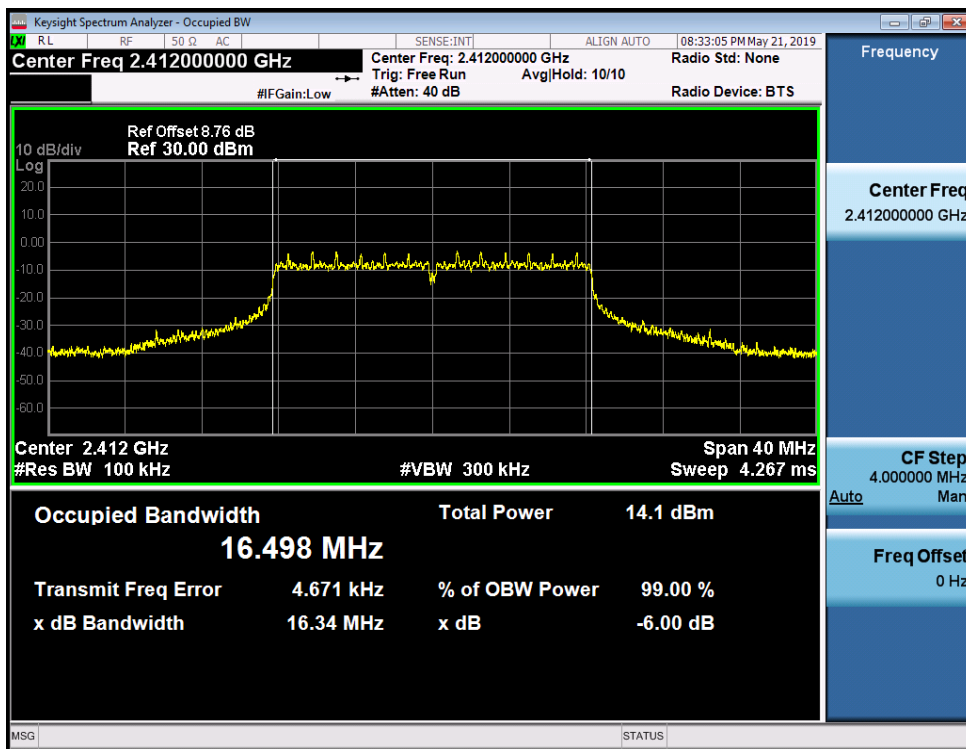 Keysight Spectrum Analyzer - Occupied BW
LXI RL RF 50 Ω AC SENSE:INT ALIGN AUTO 08:33:05 PM May 21, 2019
Center Freq 2.412000000 GHz
Center Freq: 2.412000000 GHz Radio Std: None
Trig: Free Run Avg|Hold: 10/10
#IFGain:Low #Atten: 40 dB Radio Device: BTS
Ref Offset 8.76 dB
10 dB/div Ref 30.00 dBm
Log
20.0
10.0
0.00
-10.0
-20.0
-30.0
-40.0
-50.0
-60.0
Center 2.412 GHz Span 40 MHz
#Res BW 100 kHz #VBW 300 kHz Sweep 4.267 ms
Occupied Bandwidth Total Power 14.1 dBm
16.498 MHz
Transmit Freq Error 4.671 kHz % of OBW Power 99.00 %
x dB Bandwidth 16.34 MHz x dB -6.00 dB
Frequency
Center Freq
2.412000000 GHz
CF Step
4.000000 MHz
Auto Man
Freq Offset
0 Hz
MSG STATUS